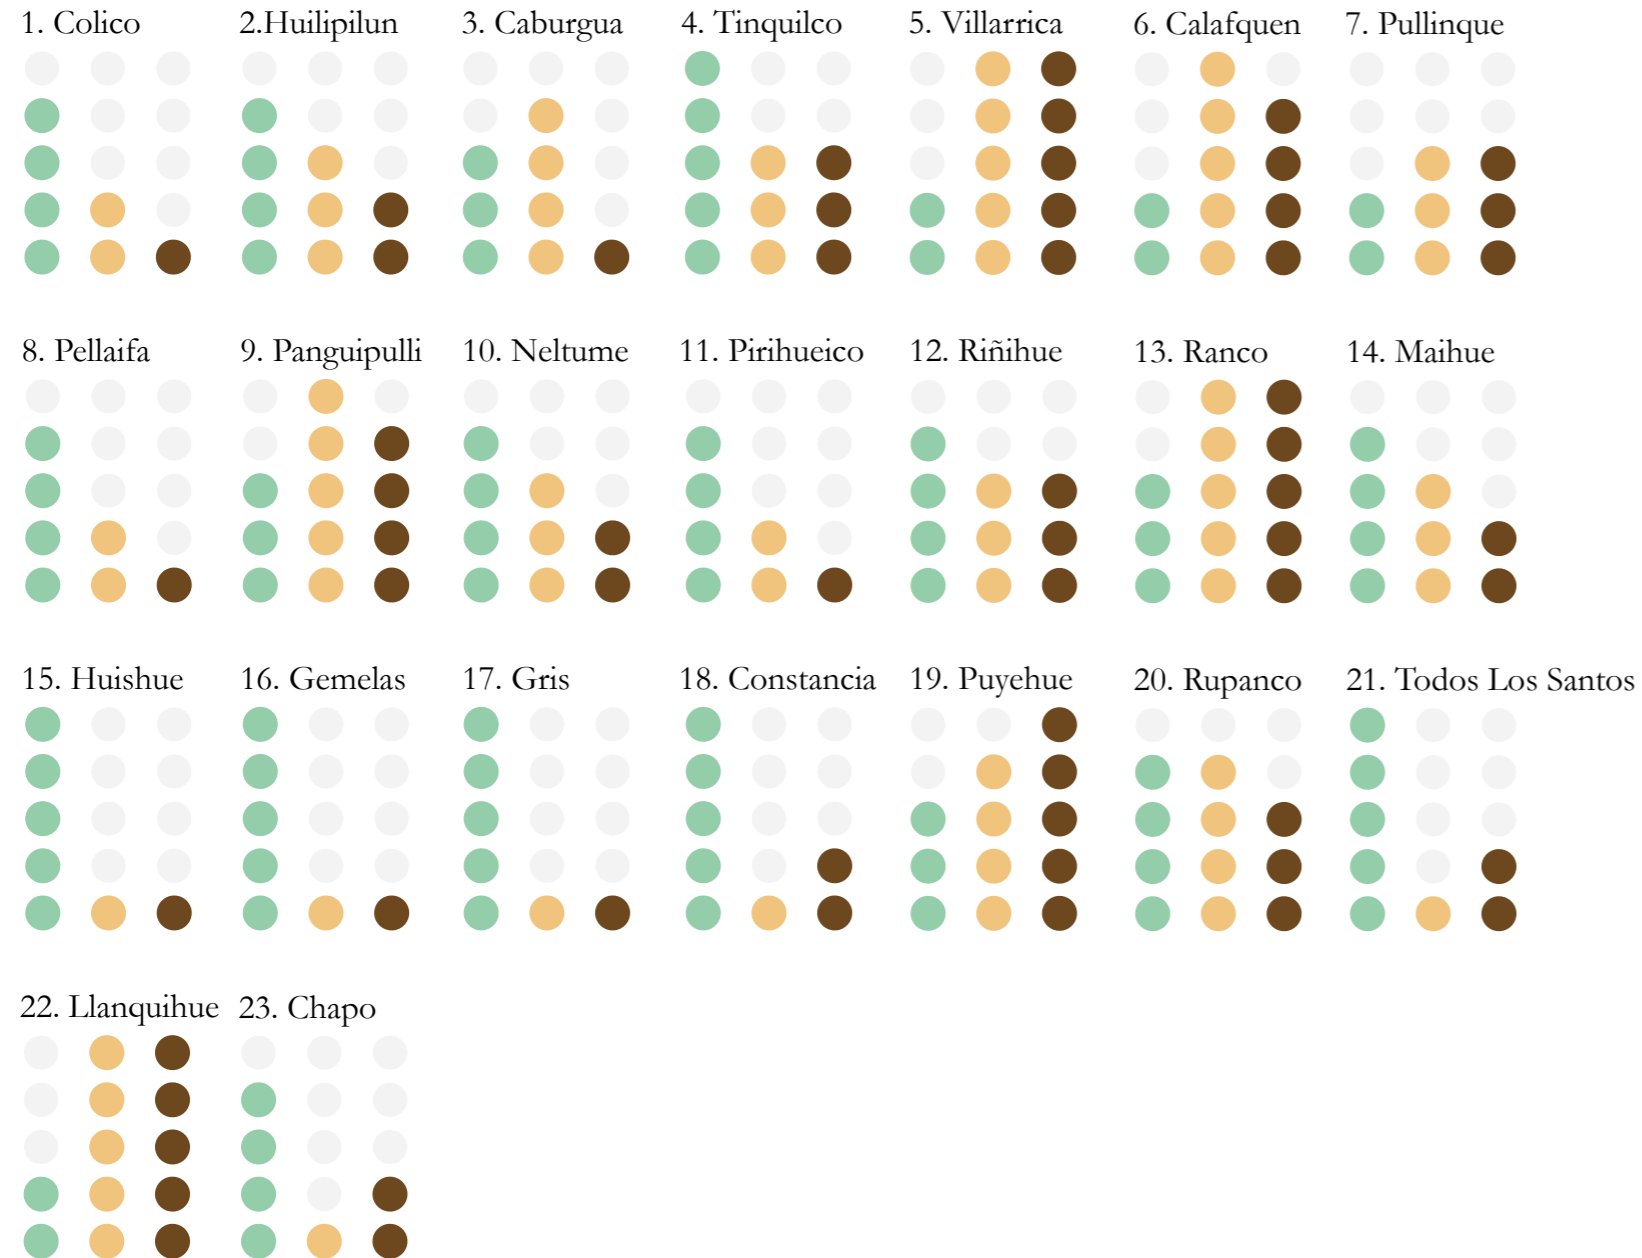 1. Colico
2.Huilipilun
3. Caburgua
4. Tinquilco
5. Villarrica
6. Calafquen
7. Pullinque
8. Pellaifa
9. Panguipulli
10. Neltume
11. Pirihueico
12. Riñihue
13. Ranco
14. Maihue
15. Huishue
16. Gemelas
17. Gris
18. Constancia
19. Puyehue
20. Rupanco
21. Todos Los Santos
22. Llanquihue
23. Chapo